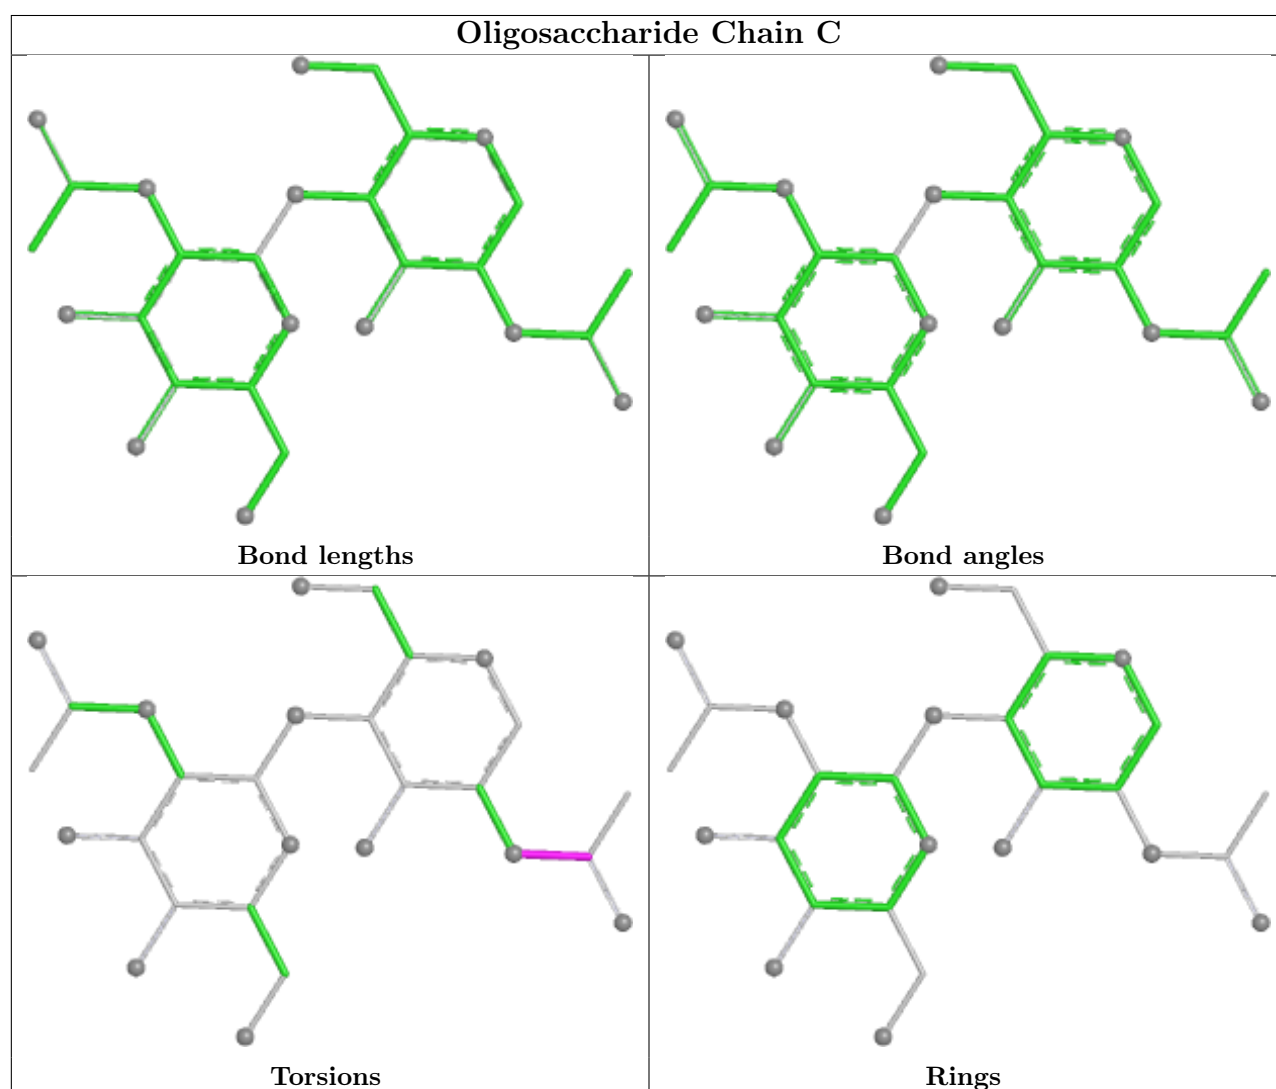 Oligosaccharide Chain C
Bond lengths
Bond angles
Torsions
Rings